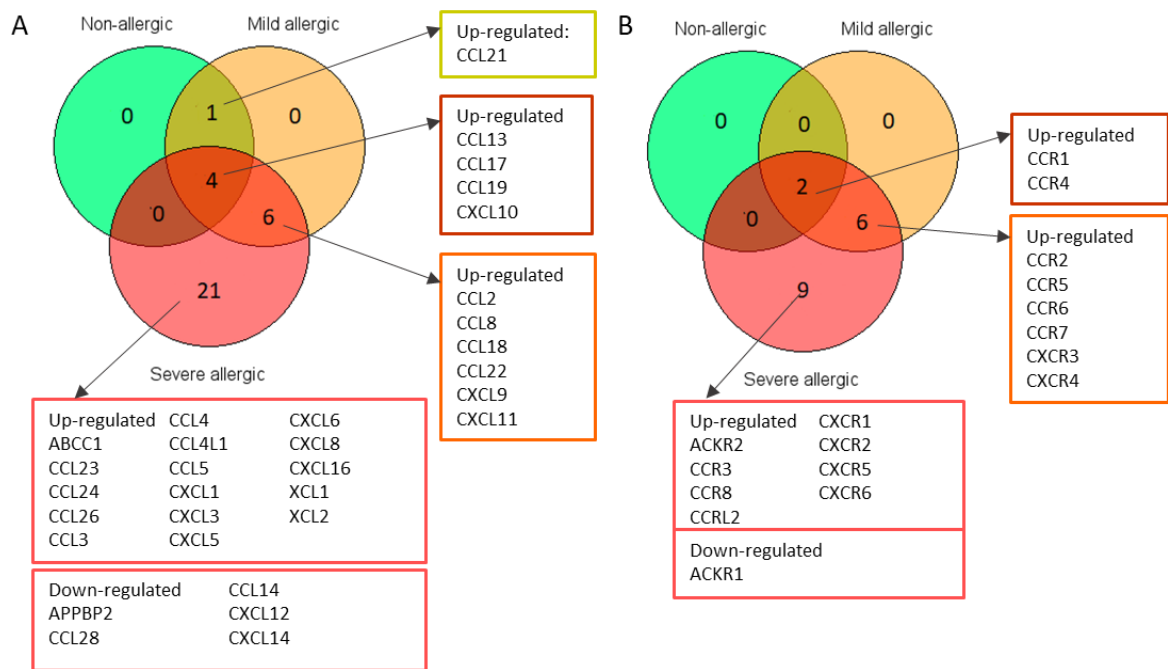 A
Non-allergic
Mild allergic
0
1
0
4
0
6
21
Severe allergic
Up-regulated:
CCL21
Up-regulated
CCL13
CCL17
CCL19
CXCL10
Up-regulated
CCL2
CCL8
CCL18
CCL22
CXCL9
CXCL11
Up-regulated CCL4 CXCL6
ABCC1 CCL4L1 CXCL8
CCL23 CCL5 CXCL16
CCL24 CXCL1 XCL1
CCL26 CXCL3 XCL2
CCL3 CXCL5
Down-regulated CCL14
APPBP2 CXCL12
CCL28 CXCL14
B
Non-allergic
Mild allergic
0
0
0
2
0
6
9
Severe allergic
Up-regulated
CCR1
CCR4
Up-regulated
CCR2
CCR5
CCR6
CCR7
CXCR3
CXCR4
Up-regulated CXCR1
ACKR2 CXCR2
CCR3 CXCR5
CCR8 CXCR6
CCRL2
Down-regulated
ACKR1